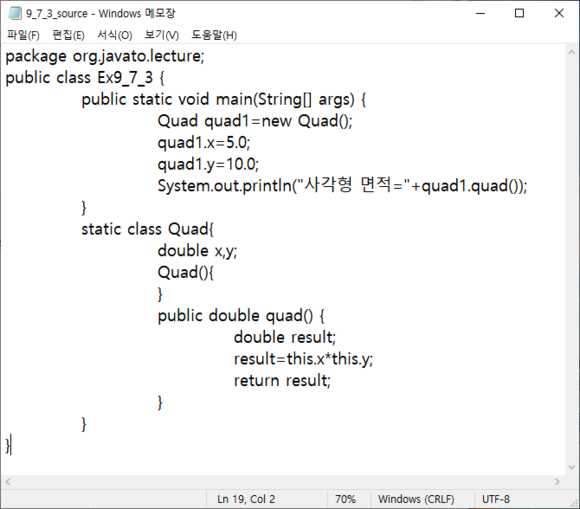 9_7_3_source - Windows 메모장
파일(F) 편집(E) 서식(O) 보기(V) 도움말(H)
package org.javato.lecture;
public class Ex9_7_3 {
public static void main(String[] args) {
Quad quad1=new Quad();
quad1.x=5.0;
quad1.y=10.0;
System.out.println("사각형 면적="+quad1.quad());
}
static class Quad{
double x,y;
Quad(){
}
public double quad() {
double result;
result=this.x*this.y;
return result;
}
}
}
Ln 19, Col 2 70% Windows (CRLF) UTF-8